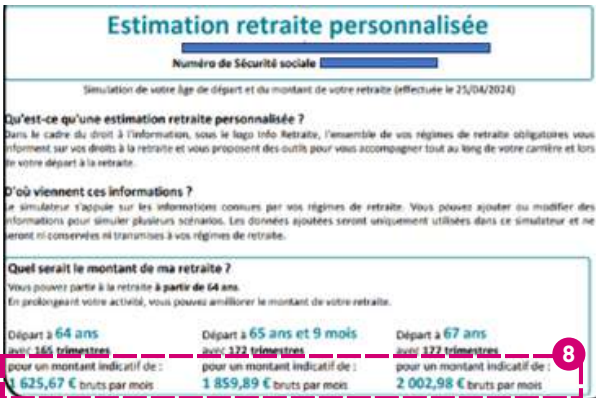 Estimation retraite personnalisée
Numéro de Sécurité sociale
Simulation de votre âge de départ et du montant de votre retraite (effectuée le 25/04/2024)
Qu'est-ce qu'une estimation retraite personnalisée ?
Dans le cadre du droit à l'information, sous le logo Info Retraite, l'ensemble de vos régimes de retraite obligatoires vous
informent sur vos droits à la retraite et vous proposent des outils pour vous accompagner tout au long de votre carrière et lors
de votre départ à la retraite.
D'où viennent ces informations ?
Le simulateur s'appuie sur les informations connues par vos régimes de retraite. Vous pouvez ajouter ou modifier des
informations pour simuler plusieurs scénarios. Les données ajoutées seront uniquement utilisées dans ce simulateur et ne
seront ni conservées ni transmises à vos régimes de retraite.
Quel serait le montant de ma retraite ?
Vous pouvez partir à la retraite à partir de 64 ans.
En prolongeant votre activité, vous pouvez améliorer le montant de votre retraite.
Départ à 64 ans Départ à 65 ans et 9 mois Départ à 67 ans
avec 165 trimestres avec 172 trimestres avec 177 trimestres
8
pour un montant indicatif de : pour un montant indicatif de : pour un montant indicatif de :
1 625,67 € bruts par mois 1 859,89 € bruts par mois 2 002,98 € bruts par mois